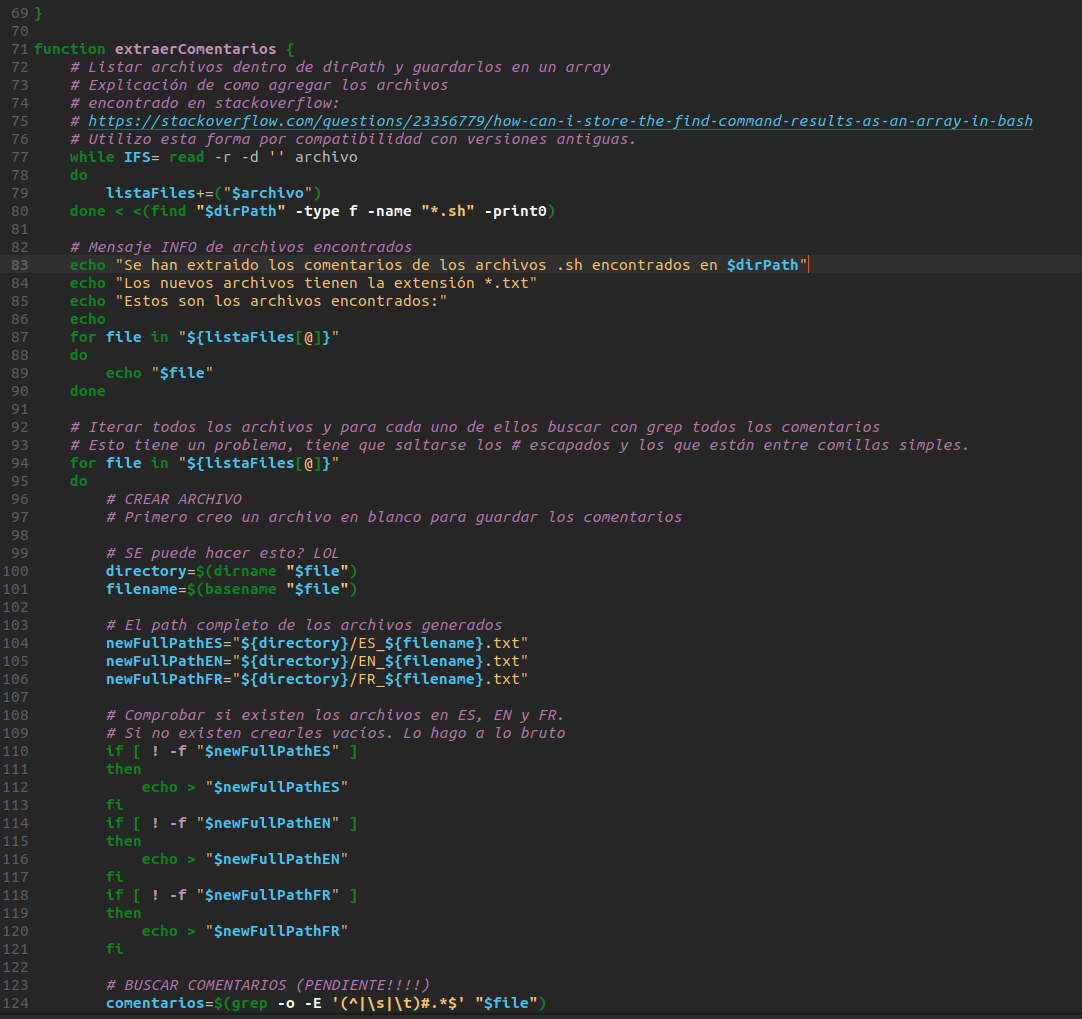 69 }
70
71 function extraerComentarios {
72     # Listar archivos dentro de dirPath y guardarlos en un array
73     # Explicación de como agregar los archivos
74     # encontrado en stackoverflow:
75     # https://stackoverflow.com/questions/23356779/how-can-i-store-the-find-command-results-as-an-array-in-bash
76     # Utilizo esta forma por compatibilidad con versiones antiguas.
77     while IFS= read -r -d '' archivo
78     do
79         listaFiles+=("$archivo")
80     done < <(find "$dirPath" -type f -name "*.sh" -print0)
81
82     # Mensaje INFO de archivos encontrados
83     echo "Se han extraido los comentarios de los archivos .sh encontrados en $dirPath"
84     echo "Los nuevos archivos tienen la extensión *.txt"
85     echo "Estos son los archivos encontrados:"
86     echo
87     for file in "${listaFiles[@]}"
88     do
89         echo "$file"
90     done
91
92     # Iterar todos los archivos y para cada uno de ellos buscar con grep todos los comentarios
93     # Esto tiene un problema, tiene que saltarse los # escapados y los que están entre comillas simples.
94     for file in "${listaFiles[@]}"
95     do
96         # CREAR ARCHIVO
97         # Primero creo un archivo en blanco para guardar los comentarios
98
99         # SE puede hacer esto? LOL
100         directory=$(dirname "$file")
101         filename=$(basename "$file")
102
103         # El path completo de los archivos generados
104         newFullPathES="${directory}/ES_${filename}.txt"
105         newFullPathEN="${directory}/EN_${filename}.txt"
106         newFullPathFR="${directory}/FR_${filename}.txt"
107
108         # Comprobar si existen los archivos en ES, EN y FR.
109         # Si no existen crearles vacíos. Lo hago a lo bruto
110         if [ ! -f "$newFullPathES" ]
111         then
112             echo > "$newFullPathES"
113         fi
114         if [ ! -f "$newFullPathEN" ]
115         then
116             echo > "$newFullPathEN"
117         fi
118         if [ ! -f "$newFullPathFR" ]
119         then
120             echo > "$newFullPathFR"
121         fi
122
123         # BUSCAR COMENTARIOS (PENDIENTE!!!!)
124         comentarios=$(grep -o -E '(^|\s|\t)#.*$' "$file")